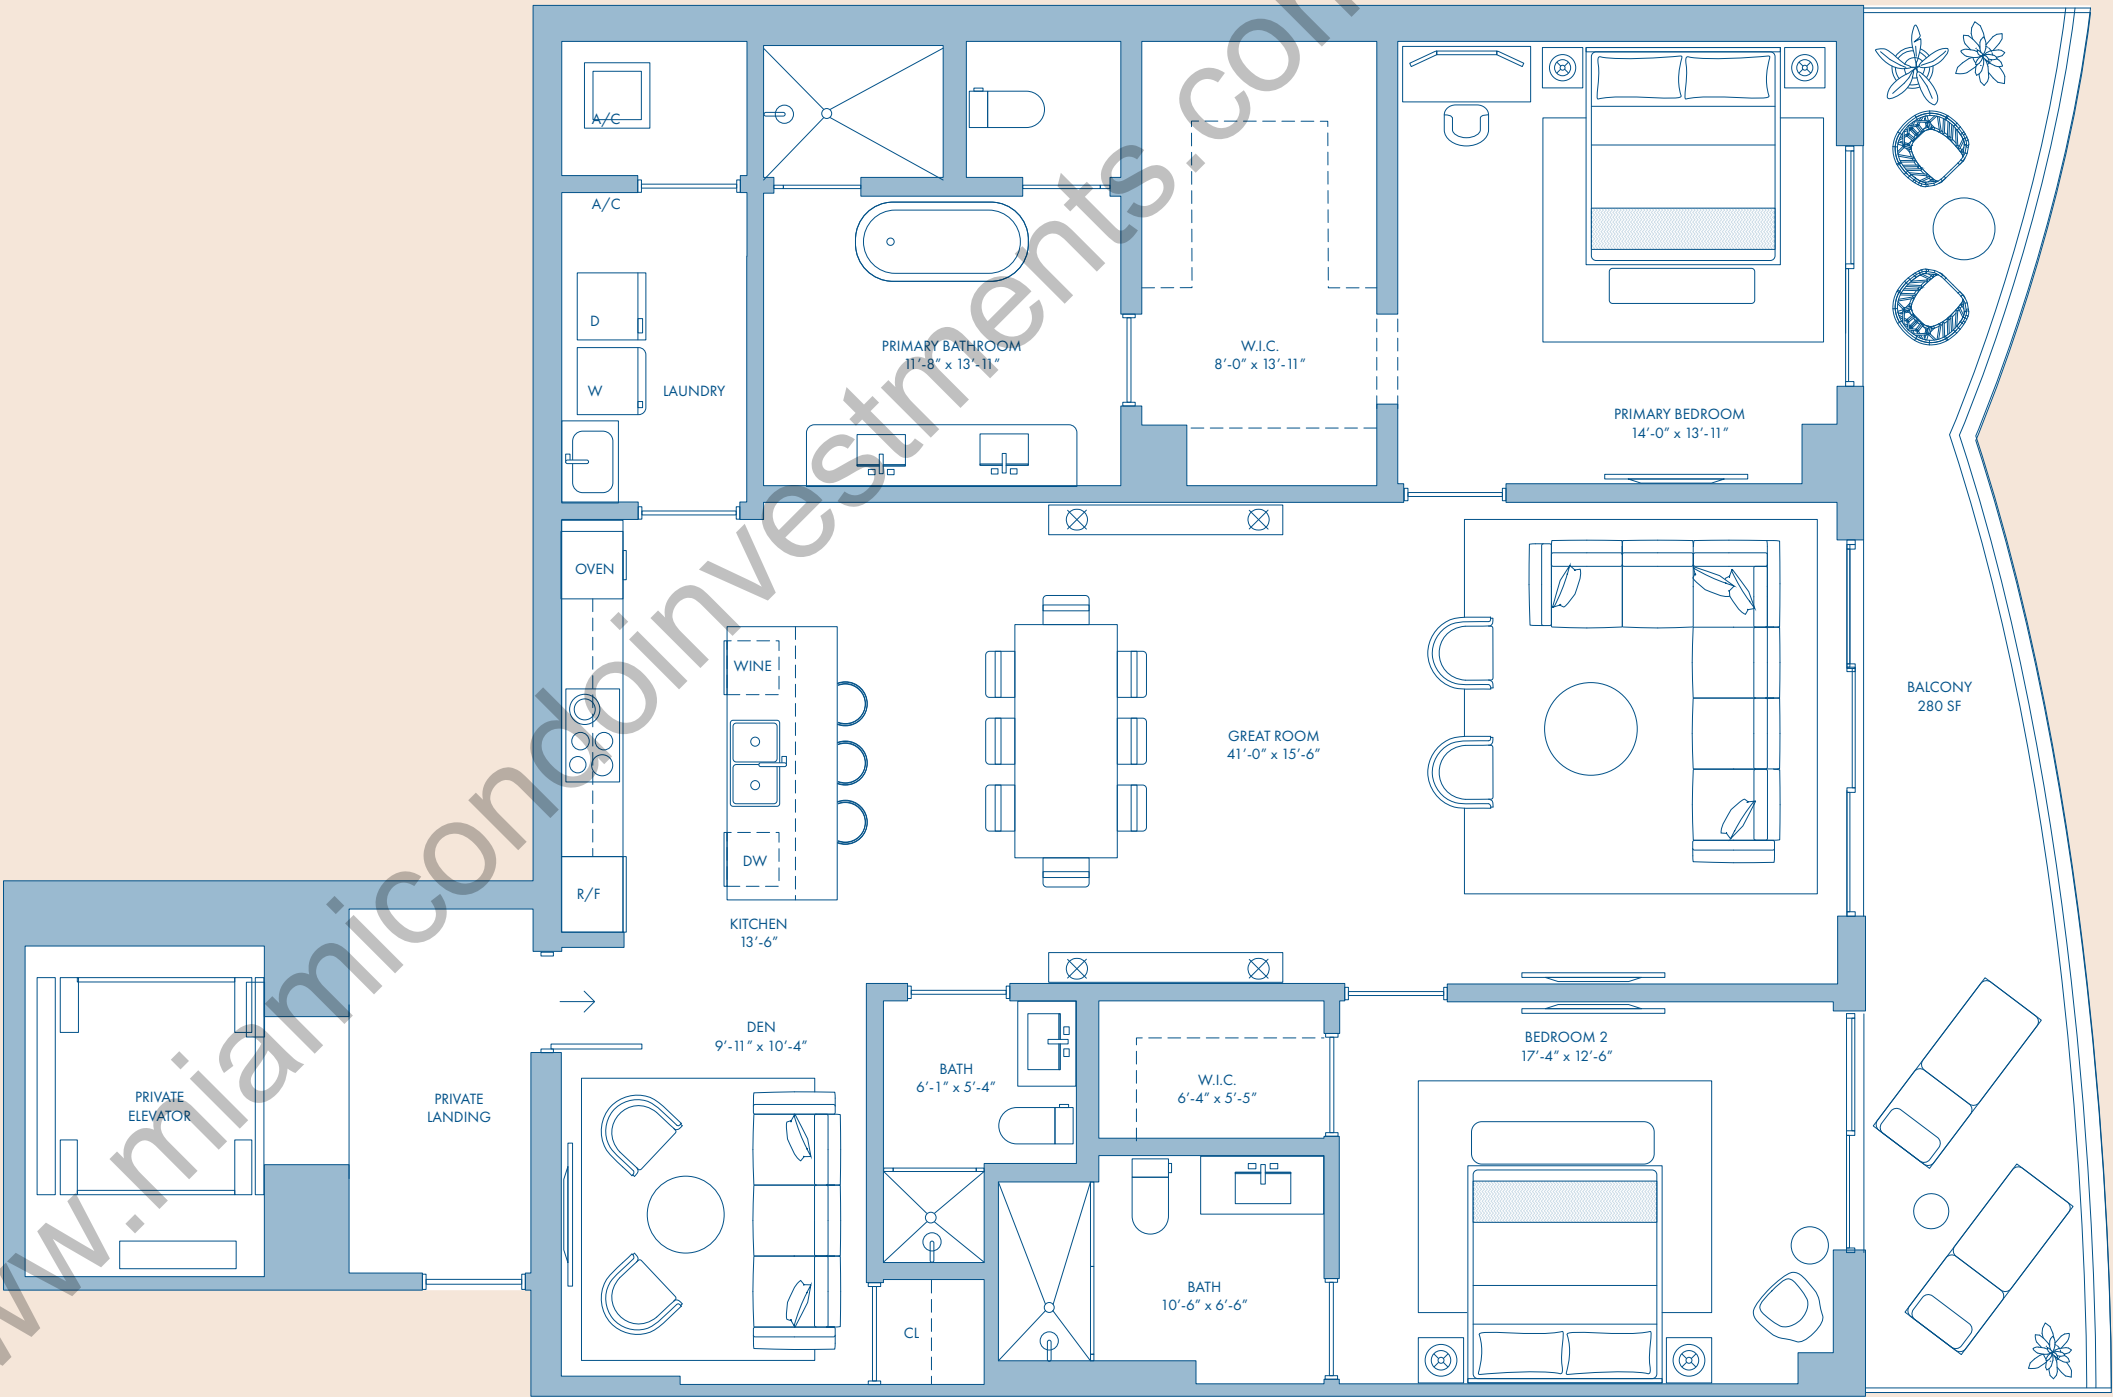 A/C
A/C
D
W
LAUNDRY
PRIMARY BATHROOM
11'-8" x 13'-11"
W.I.C.
8'-0" x 13'-11"
PRIMARY BEDROOM
14'-0" x 13'-11"
OVEN
WINE
DW
R/F
KITCHEN
13'-6"
GREAT ROOM
41'-0" x 15'-6"
BALCONY
280 SF
PRIVATE
ELEVATOR
PRIVATE
LANDING
DEN
9'-11" x 10'-4"
BATH
6'-1" x 5'-4"
W.I.C.
6'-4" x 5'-5"
BEDROOM 2
17'-4" x 12'-6"
BATH
10'-6" x 6'-6"
CL
www.miamicondoinvestments.com